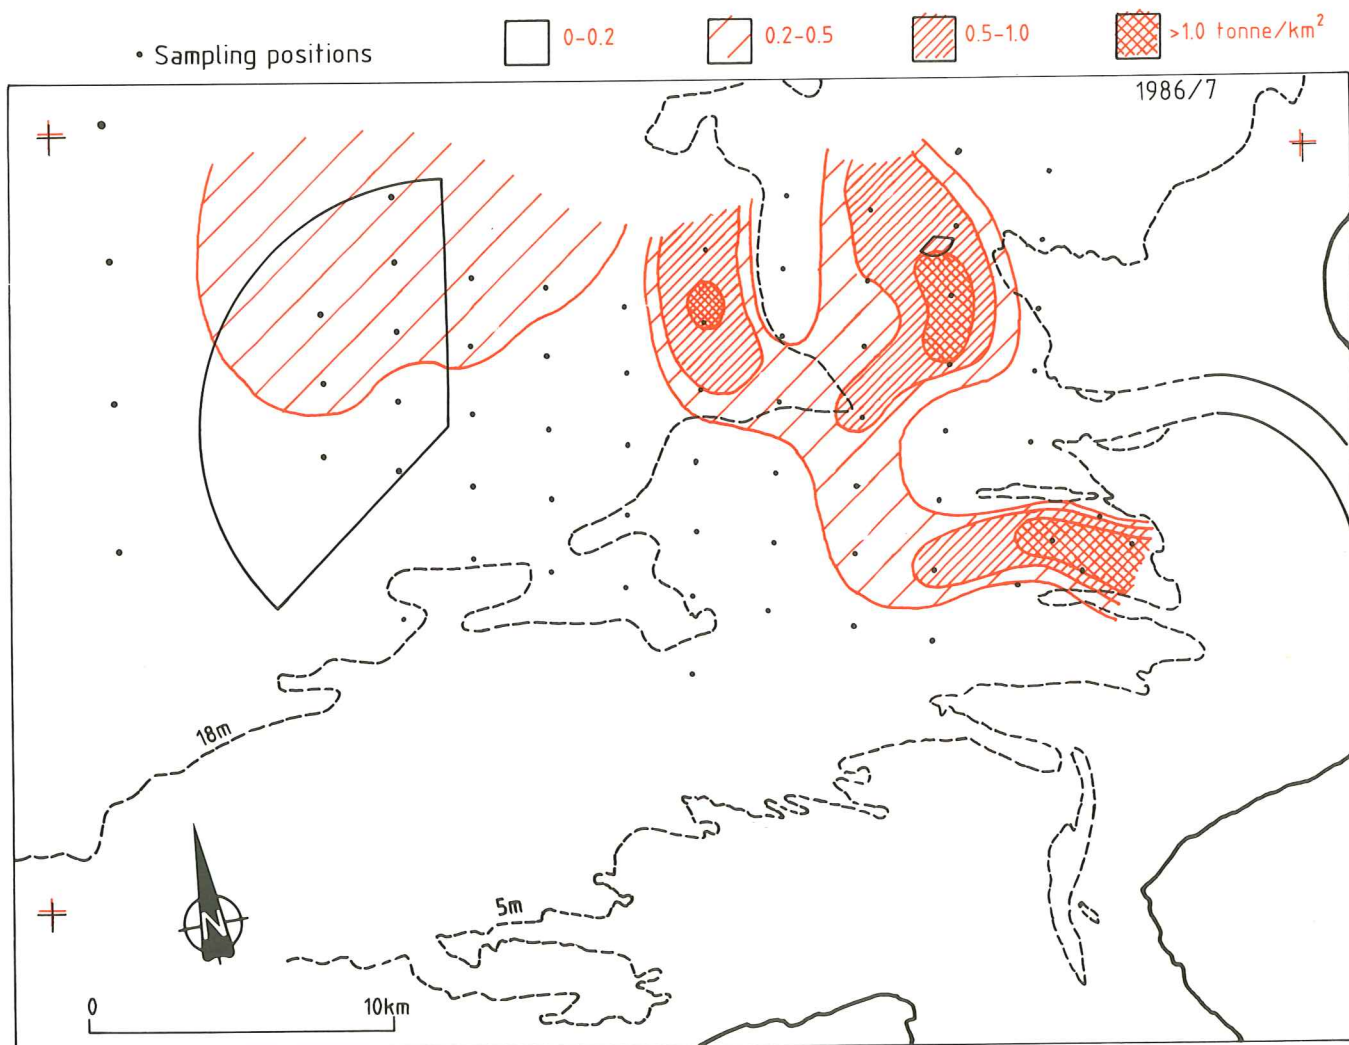 • Sampling positions
0-0.2
0.2-0.5
0.5-1.0
>1.0 tonne/km²
1986/7
18m
5m
N
0
10km